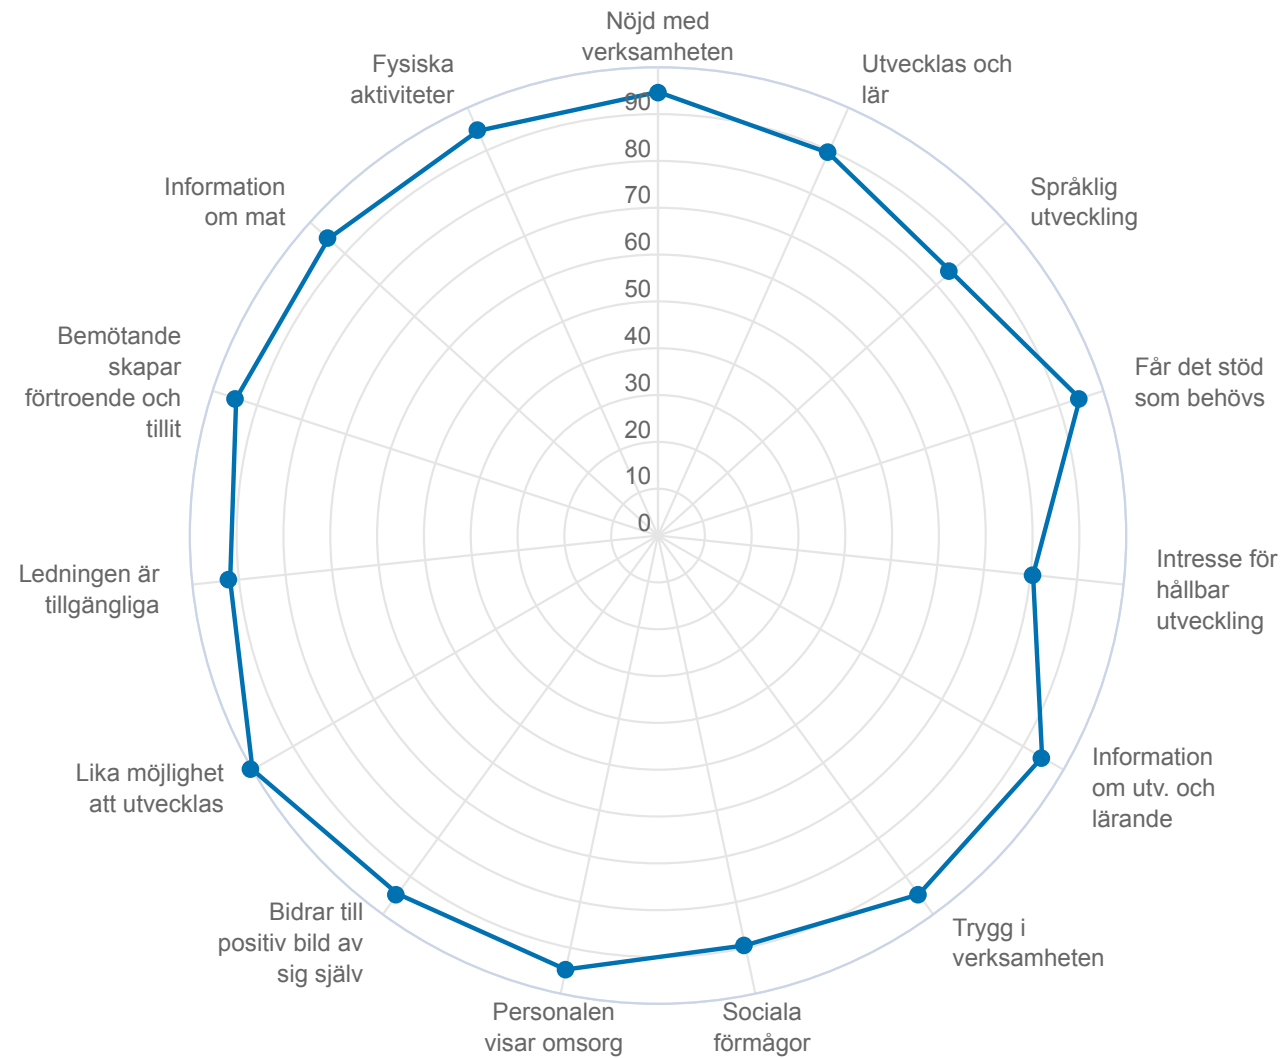 Nöjd med
verksamheten
Utvecklas och
lär
Språklig
utveckling
Får det stöd
som behövs
Intresse för
hållbar
utveckling
Information
om utv. och
lärande
Trygg i
verksamheten
Sociala
förmågor
Personalen
visar omsorg
Bidrar till
positiv bild av
sig själv
Lika möjlighet
att utvecklas
Ledningen är
tillgängliga
Bemötande
skapar
förtroende och
tillit
Information
om mat
Fysiska
aktiviteter
90
80
70
60
50
40
30
20
10
0